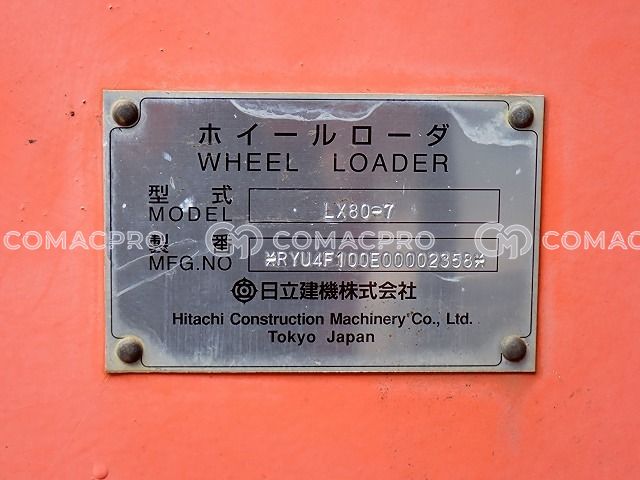 ホイールローダ
WHEEL LOADER
型式
MODEL LX80-7
製番
MFG.NO *RYU4F100E00002358*
COMACPRO COMACPRO COMACPRO
日立建機株式会社
Hitachi Construction Machinery Co., Ltd.
Tokyo Japan